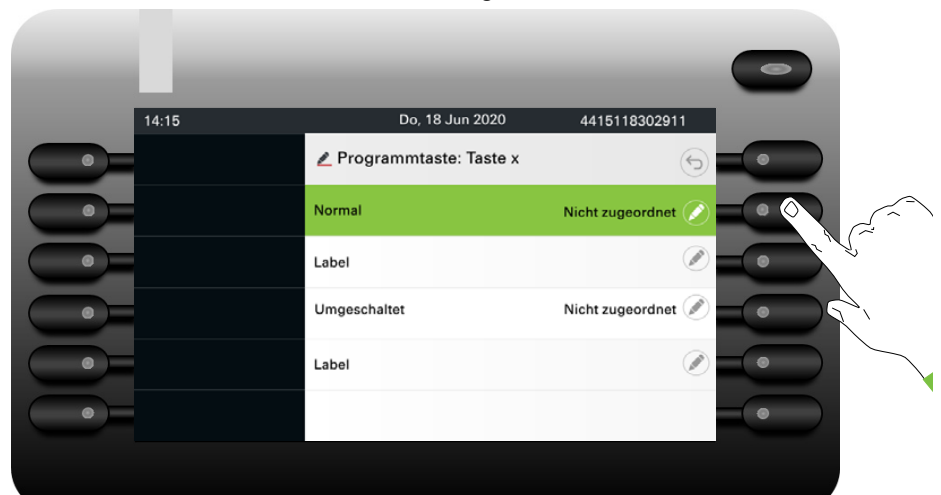 14:15 Do, 18 Jun 2020 4415118302911
Programmtaste: Taste x
Normal Nicht zugeordnet
Label
Umgeschaltet Nicht zugeordnet
Label